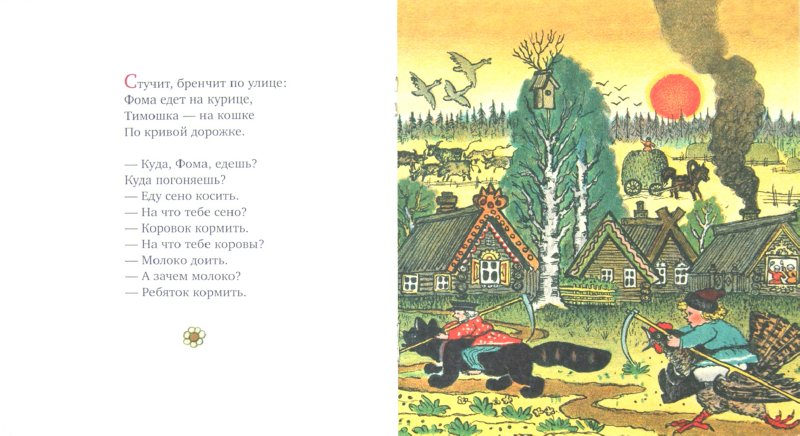 Стучит, бренчит по улице:
Фома едет на курице,
Тимошка — на кошке
По кривой дорожке.
— Куда, Фома, едешь?
Куда погоняешь?
— Еду сено косить.
— На что тебе сено?
— Коровок кормить.
— На что тебе коровы?
— Молоко доить.
— А зачем молоко?
— Ребяток кормить.